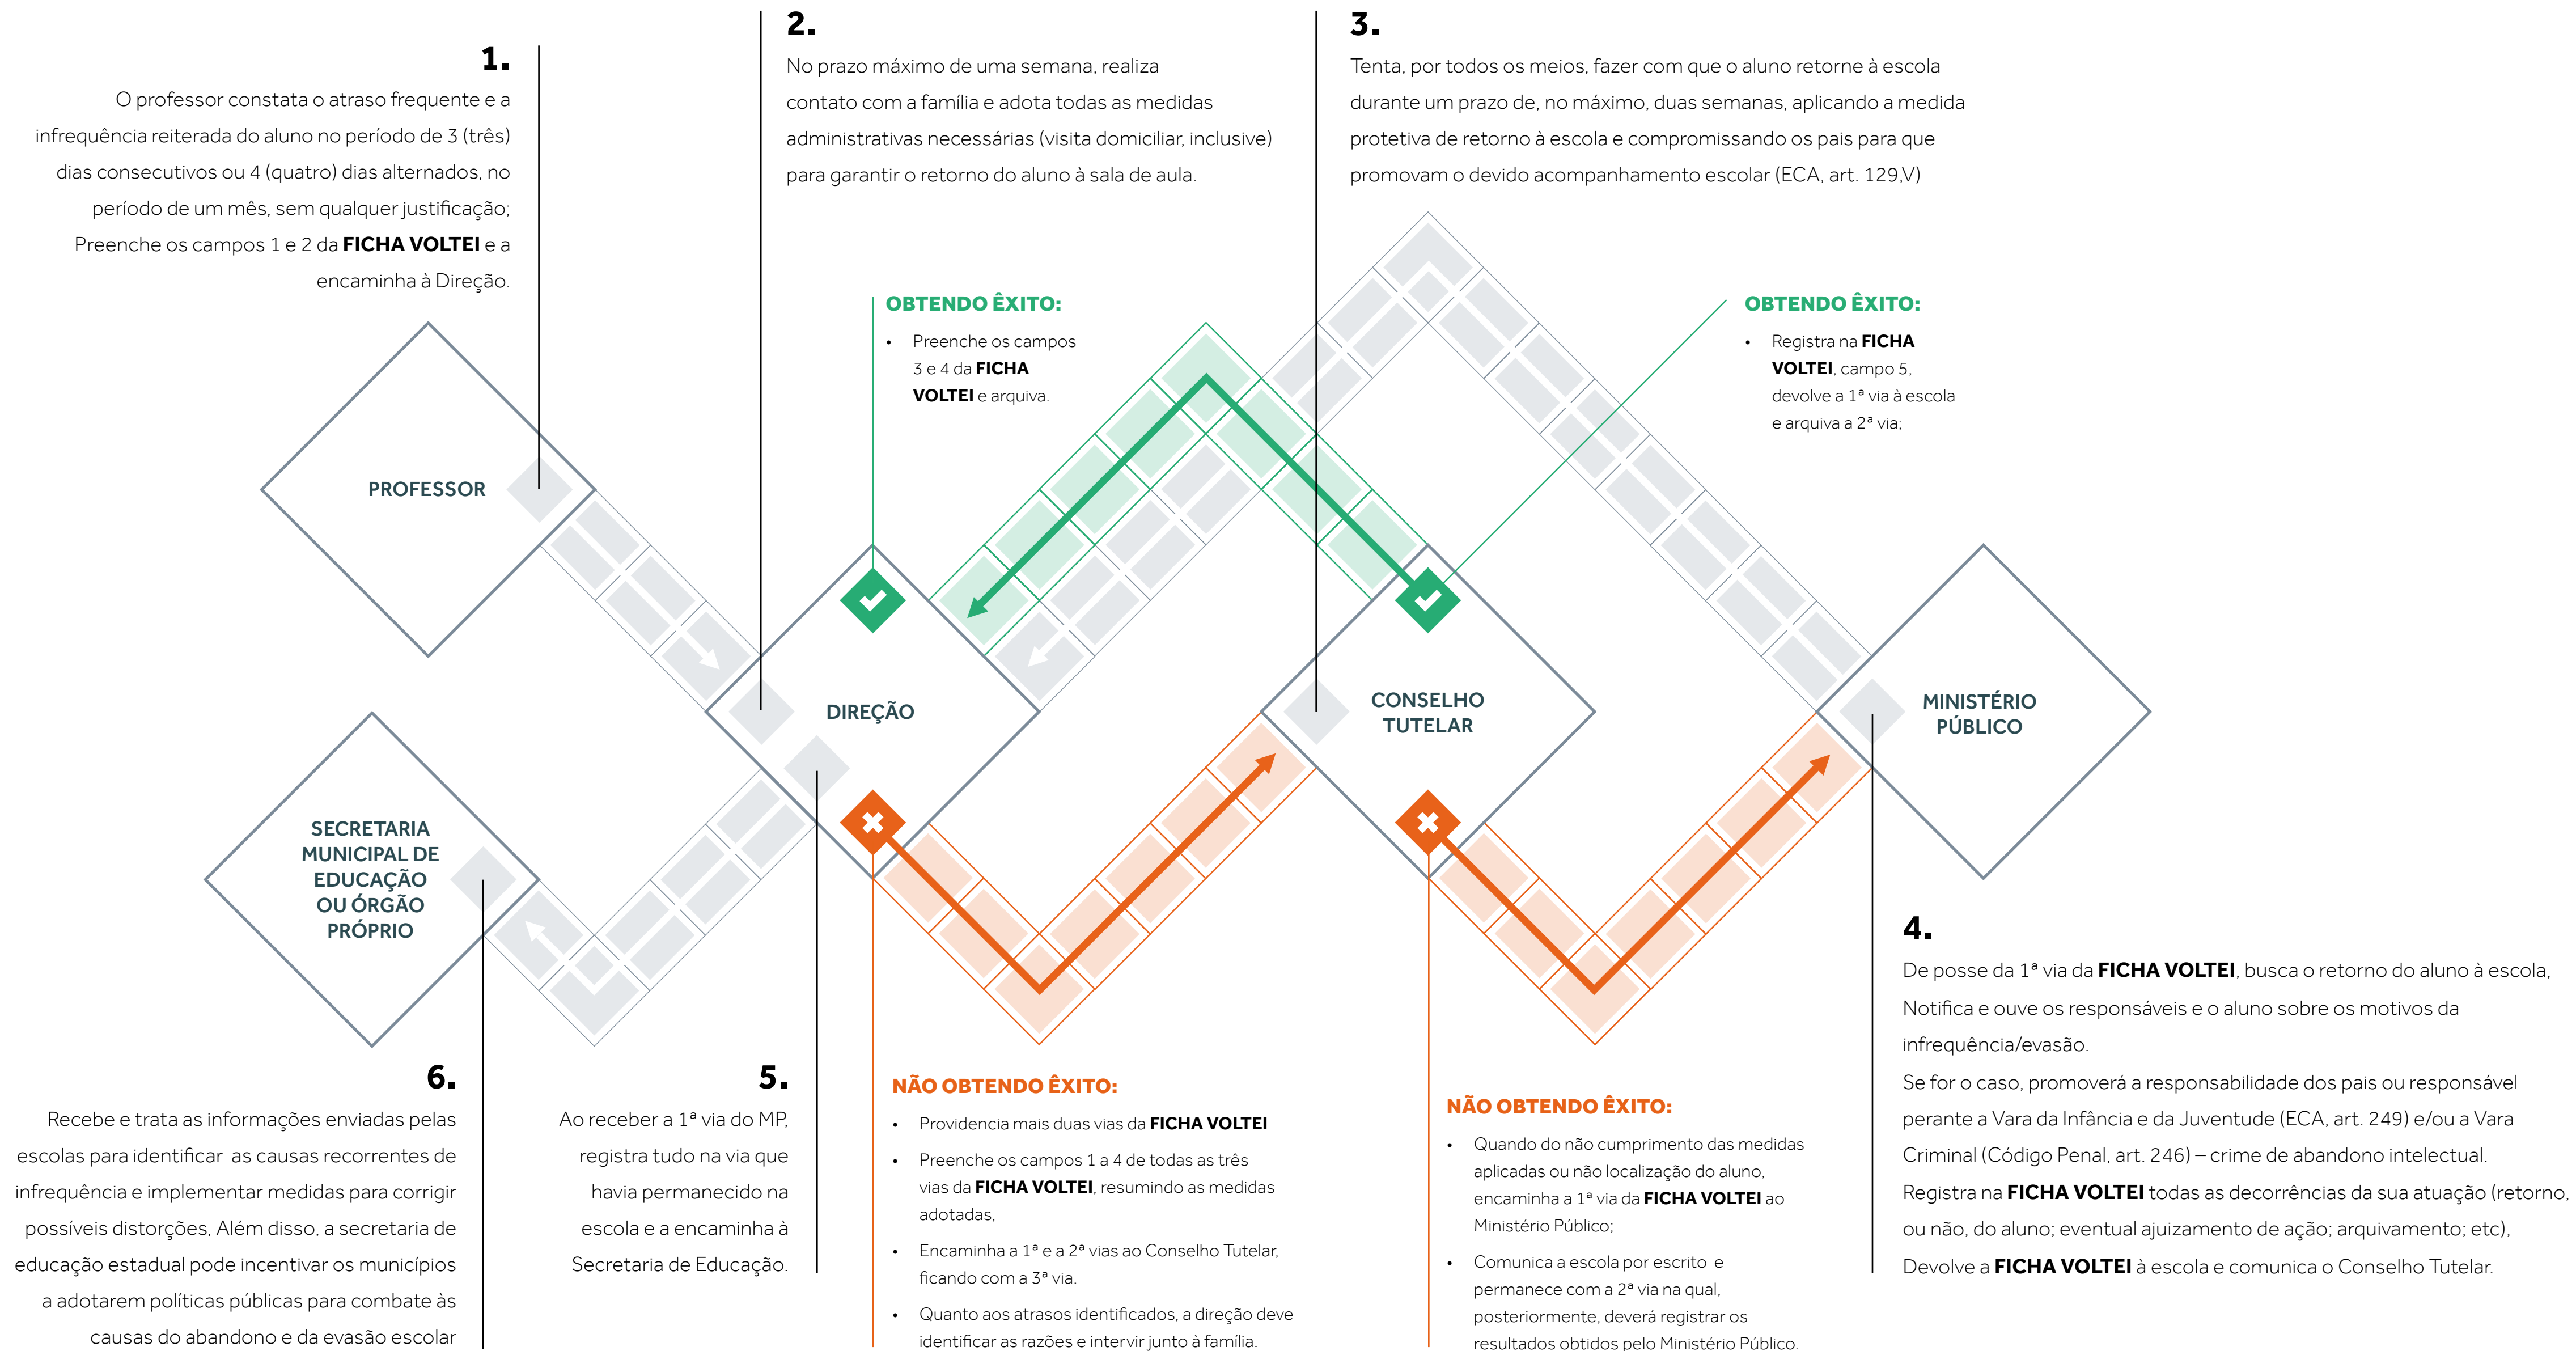 1.
O professor constata o atraso frequente e a
infrequência reiterada do aluno no período de 3 (três)
dias consecutivos ou 4 (quatro) dias alternados, no
período de um mês, sem qualquer justificação;
Preenche os campos 1 e 2 da FICHA VOLTEI e a
encaminha à Direção.
2.
No prazo máximo de uma semana, realiza
contato com a família e adota todas as medidas
administrativas necessárias (visita domiciliar, inclusive)
para garantir o retorno do aluno à sala de aula.
3.
Tenta, por todos os meios, fazer com que o aluno retorne à escola
durante um prazo de, no máximo, duas semanas, aplicando a medida
protetiva de retorno à escola e compromissando os pais para que
promovam o devido acompanhamento escolar (ECA, art. 129,V)
OBTENDO ÊXITO:
• Preenche os campos
3 e 4 da FICHA
VOLTEI e arquiva.
OBTENDO ÊXITO:
• Registra na FICHA
VOLTEI, campo 5,
devolve a 1ª via à escola
e arquiva a 2ª via;
PROFESSOR
DIREÇÃO
CONSELHO
TUTELAR
MINISTÉRIO
PÚBLICO
SECRETARIA
MUNICIPAL DE
EDUCAÇÃO
OU ÓRGÃO
PRÓPRIO
4.
De posse da 1ª via da FICHA VOLTEI, busca o retorno do aluno à escola,
Notifica e ouve os responsáveis e o aluno sobre os motivos da
infrequência/evasão.
Se for o caso, promoverá a responsabilidade dos pais ou responsável
perante a Vara da Infância e da Juventude (ECA, art. 249) e/ou a Vara
Criminal (Código Penal, art. 246) – crime de abandono intelectual.
Registra na FICHA VOLTEI todas as decorrências da sua atuação (retorno,
ou não, do aluno; eventual ajuizamento de ação; arquivamento; etc),
Devolve a FICHA VOLTEI à escola e comunica o Conselho Tutelar.
6.
Recebe e trata as informações enviadas pelas
escolas para identificar as causas recorrentes de
infrequência e implementar medidas para corrigir
possíveis distorções, Além disso, a secretaria de
educação estadual pode incentivar os municípios
a adotarem políticas públicas para combate às
causas do abandono e da evasão escolar
5.
Ao receber a 1ª via do MP,
registra tudo na via que
havia permanecido na
escola e a encaminha à
Secretaria de Educação.
NÃO OBTENDO ÊXITO:
• Providencia mais duas vias da FICHA VOLTEI
• Preenche os campos 1 a 4 de todas as três
vias da FICHA VOLTEI, resumindo as medidas
adotadas,
• Encaminha a 1ª e a 2ª vias ao Conselho Tutelar,
ficando com a 3ª via.
• Quanto aos atrasos identificados, a direção deve
identificar as razões e intervir junto à família.
NÃO OBTENDO ÊXITO:
• Quando do não cumprimento das medidas
aplicadas ou não localização do aluno,
encaminha a 1ª via da FICHA VOLTEI ao
Ministério Público;
• Comunica a escola por escrito e
permanece com a 2ª via na qual,
posteriormente, deverá registrar os
resultados obtidos pelo Ministério Público.